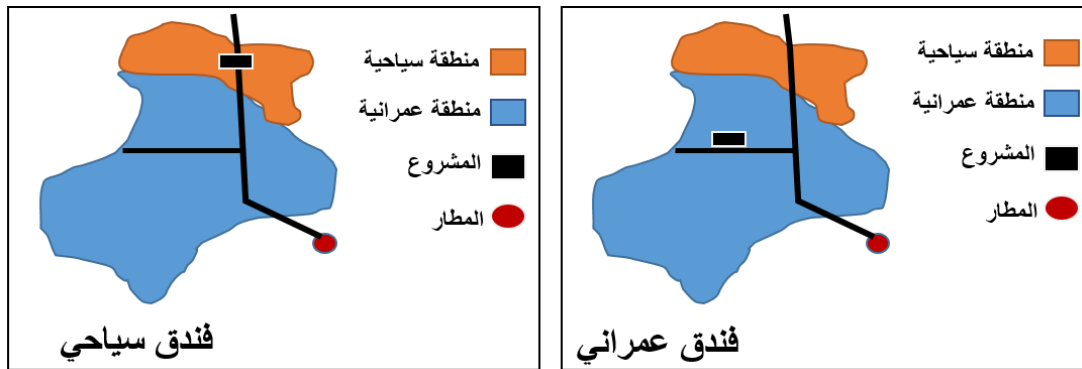 منطقة سياحية
منطقة عمرانية
المشروع
المطار
فندق عمراني
منطقة سياحية
منطقة عمرانية
المشروع
المطار
فندق سياحي